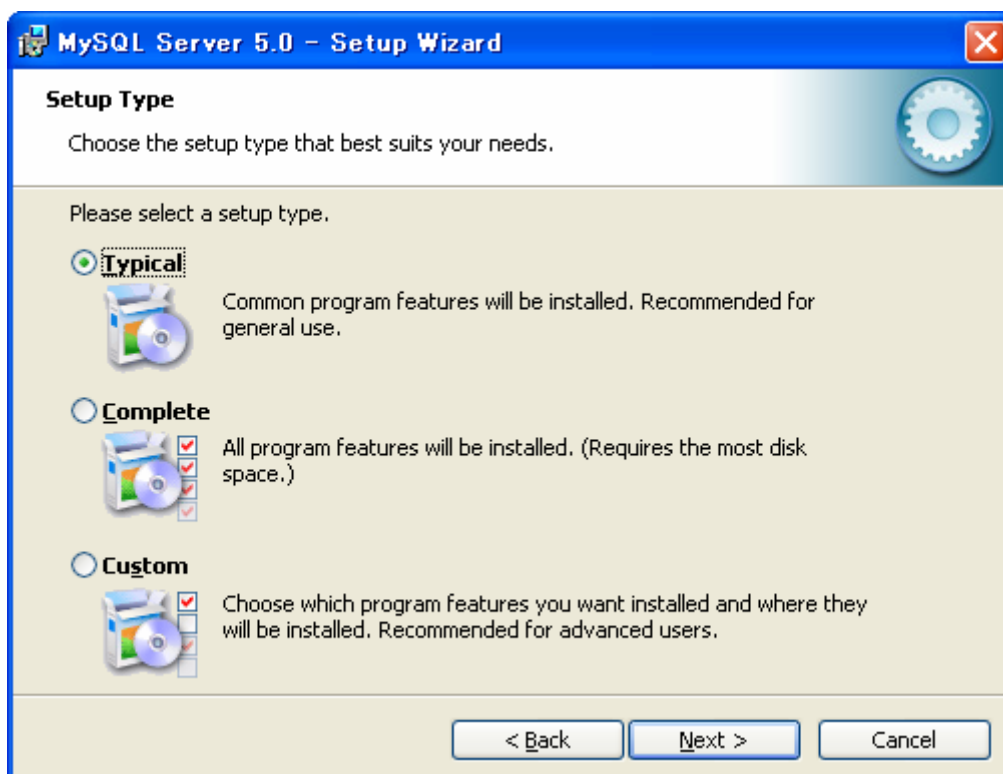 MySQL Server 5.0 - Setup Wizard
Setup Type
Choose the setup type that best suits your needs.
Please select a setup type.
Typical
Common program features will be installed. Recommended for
general use.
Complete
All program features will be installed. (Requires the most disk
space.)
Custom
Choose which program features you want installed and where they
will be installed. Recommended for advanced users.
< Back
Next >
Cancel